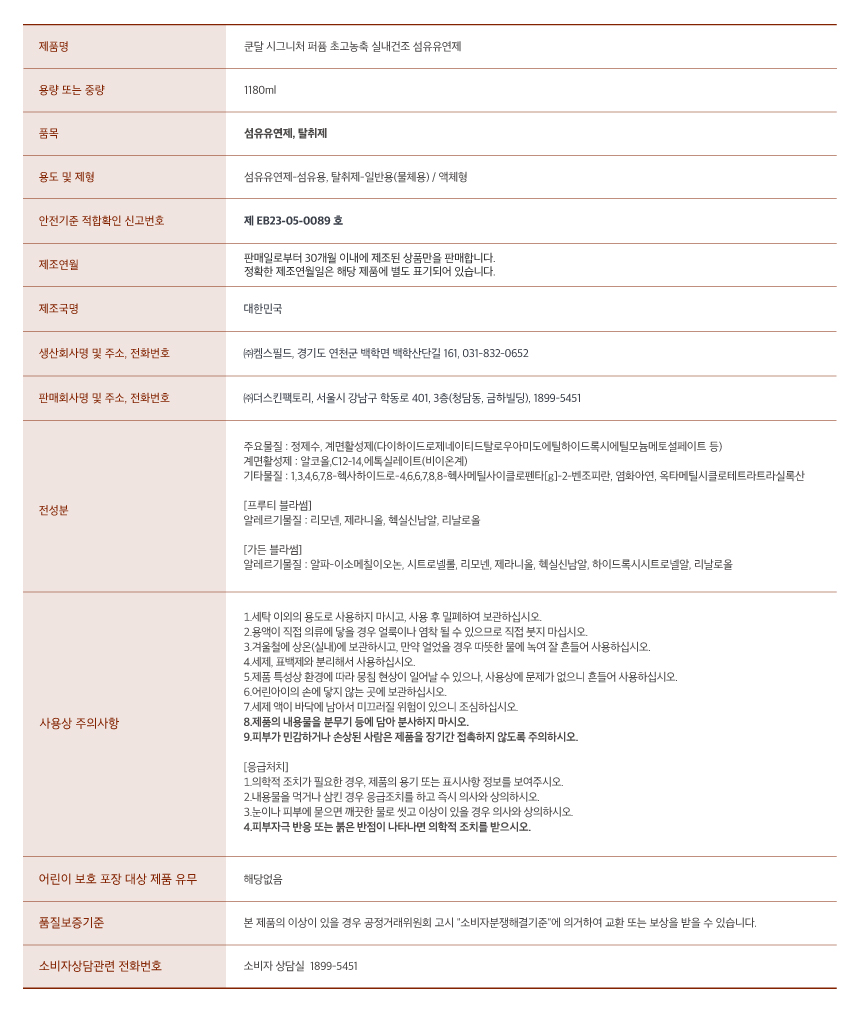 제품명
쿤달 시그니처 퍼퓸 초고농축 실내건조 섬유유연제
용량 또는 중량
1180ml
품목
섬유유연제, 탈취제
용도 및 제형
섬유유연제-섬유용, 탈취제-일반용(물체용) / 액체형
안전기준 적합확인 신고번호
제 EB23-05-0089 호
제조연월
판매일로부터 30개월 이내에 제조된 상품만을 판매합니다.
정확한 제조연월일은 해당 제품에 별도 표기되어 있습니다.
제조국명
대한민국
생산회사명 및 주소, 전화번호
㈜켐스필드, 경기도 연천군 백학면 백학산단길 161, 031-832-0652
판매회사명 및 주소, 전화번호
㈜더스킨팩토리, 서울시 강남구 학동로 401, 3층(청담동, 금하빌딩), 1899-5451
전성분
주요물질 : 정제수, 계면활성제(다이하이드로제네이티드탈로우아미도에틸하이드록시에틸모늄메토설페이트 등)
계면활성제 : 알코올,C12-14,에톡실레이트(비이온계)
기타물질 : 1,3,4,6,7,8-헥사하이드로-4,6,6,7,8,8-헥사메틸사이클로펜타[g]-2-벤조피란, 염화아연, 옥타메틸시클로테트라트라실록산
[프루티 블라썸]
알레르기물질 : 리모넨, 제라니올, 헥실신남알, 리날로올
[가든 블라썸]
알레르기물질 : 알파-이소메칠이오논, 시트로넬롤, 리모넨, 제라니올, 헥실신남알, 하이드록시시트로넬알, 리날로올
사용상 주의사항
1.세탁 이외의 용도로 사용하지 마시고, 사용 후 밀폐하여 보관하십시오.
2.용액이 직접 의류에 닿을 경우 얼룩이나 염착 될 수 있으므로 직접 붓지 마십시오.
3.겨울철에 상온(실내)에 보관하시고, 만약 얼었을 경우 따뜻한 물에 녹여 잘 흔들어 사용하십시오.
4.세제, 표백제와 분리해서 사용하십시오.
5.제품 특성상 환경에 따라 뭉침 현상이 일어날 수 있으나, 사용상에 문제가 없으니 흔들어 사용하십시오.
6.어린아이의 손에 닿지 않는 곳에 보관하십시오.
7.세제 액이 바닥에 남아서 미끄러질 위험이 있으니 조심하십시오.
8.제품의 내용물을 분무기 등에 담아 분사하지 마시오.
9.피부가 민감하거나 손상된 사람은 제품을 장기간 접촉하지 않도록 주의하시오.
[응급처치]
1.의학적 조치가 필요한 경우, 제품의 용기 또는 표시사항 정보를 보여주시오.
2.내용물을 먹거나 삼킨 경우 응급조치를 하고 즉시 의사와 상의하시오.
3.눈이나 피부에 묻으면 깨끗한 물로 씻고 이상이 있을 경우 의사와 상의하시오.
4.피부자극 반응 또는 붉은 반점이 나타나면 의학적 조치를 받으시오.
어린이 보호 포장 대상 제품 유무
해당없음
품질보증기준
본 제품의 이상이 있을 경우 공정거래위원회 고시 "소비자분쟁해결기준"에 의거하여 교환 또는 보상을 받을 수 있습니다.
소비자상담관련 전화번호
소비자 상담실 1899-5451